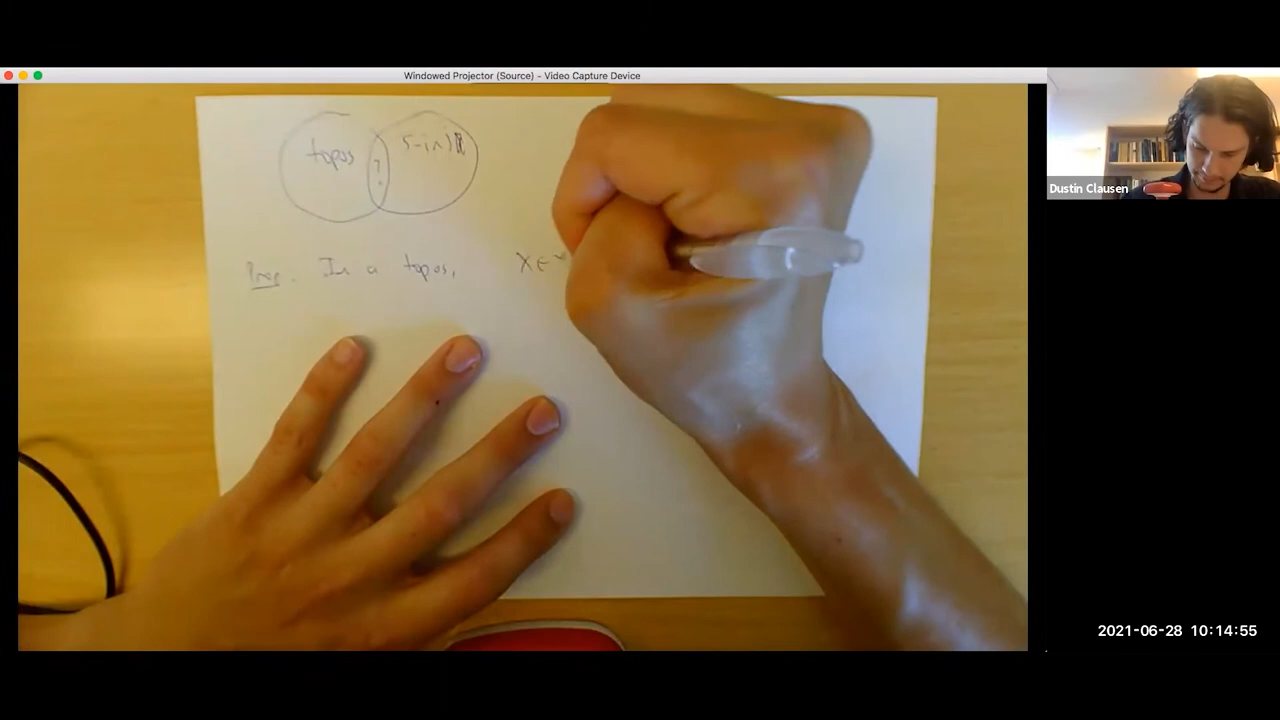 Windowed Projector (Source) - Video Capture Device
topos ?
Prop. In a topos, X ∈
Dustin Clausen
2021-06-28 10:14:55